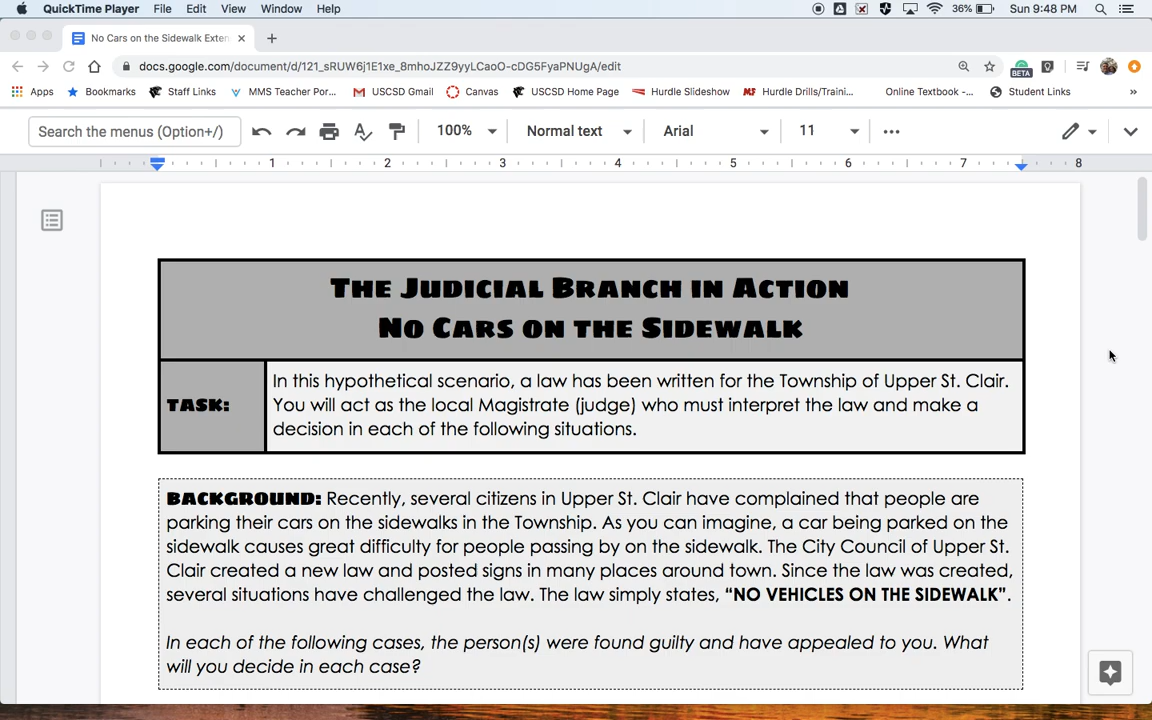 QuickTime Player File Edit View Window Help 36% Sun 9:48 PM
No Cars on the Sidewalk Exten
docs.google.com/document/d/121_sRUW6j1E1xe_8mhoJZZ9yyLCaoO-cDG5FyaPNUgA/edit BETA
Apps Bookmarks Staff Links MMS Teacher Por... USCSD Gmail Canvas USCSD Home Page Hurdle Slideshow Hurdle Drills/Traini... Online Textbook -... Student Links »
Search the menus (Option+/) 100% Normal text Arial 11
1 2 3 4 5 6 7 8
The Judicial Branch in Action
No Cars on the Sidewalk
TASK:
In this hypothetical scenario, a law has been written for the Township of Upper St. Clair.
You will act as the local Magistrate (judge) who must interpret the law and make a
decision in each of the following situations.
BACKGROUND: Recently, several citizens in Upper St. Clair have complained that people are
parking their cars on the sidewalks in the Township. As you can imagine, a car being parked on the
sidewalk causes great difficulty for people passing by on the sidewalk. The City Council of Upper St.
Clair created a new law and posted signs in many places around town. Since the law was created,
several situations have challenged the law. The law simply states, “NO VEHICLES ON THE SIDEWALK”.
In each of the following cases, the person(s) were found guilty and have appealed to you. What
will you decide in each case?